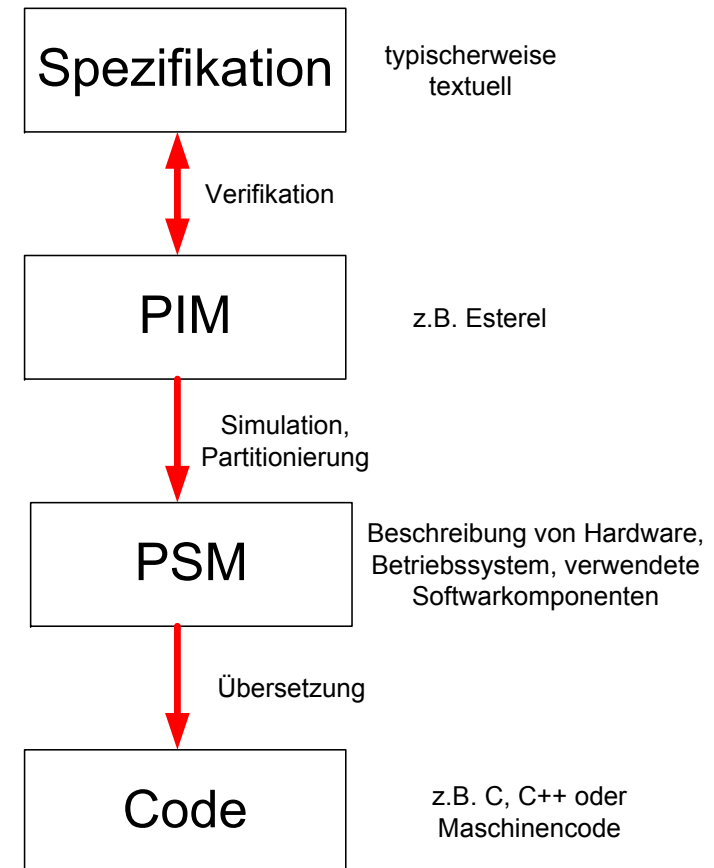 Spezifikation
typischerweise
textuell
Verifikation
PIM
z.B. Esterel
Simulation,
Partitionierung
PSM
Beschreibung von Hardware,
Betriebssystem, verwendete
Softwarkomponenten
Übersetzung
Code
z.B. C, C++ oder
Maschinencode